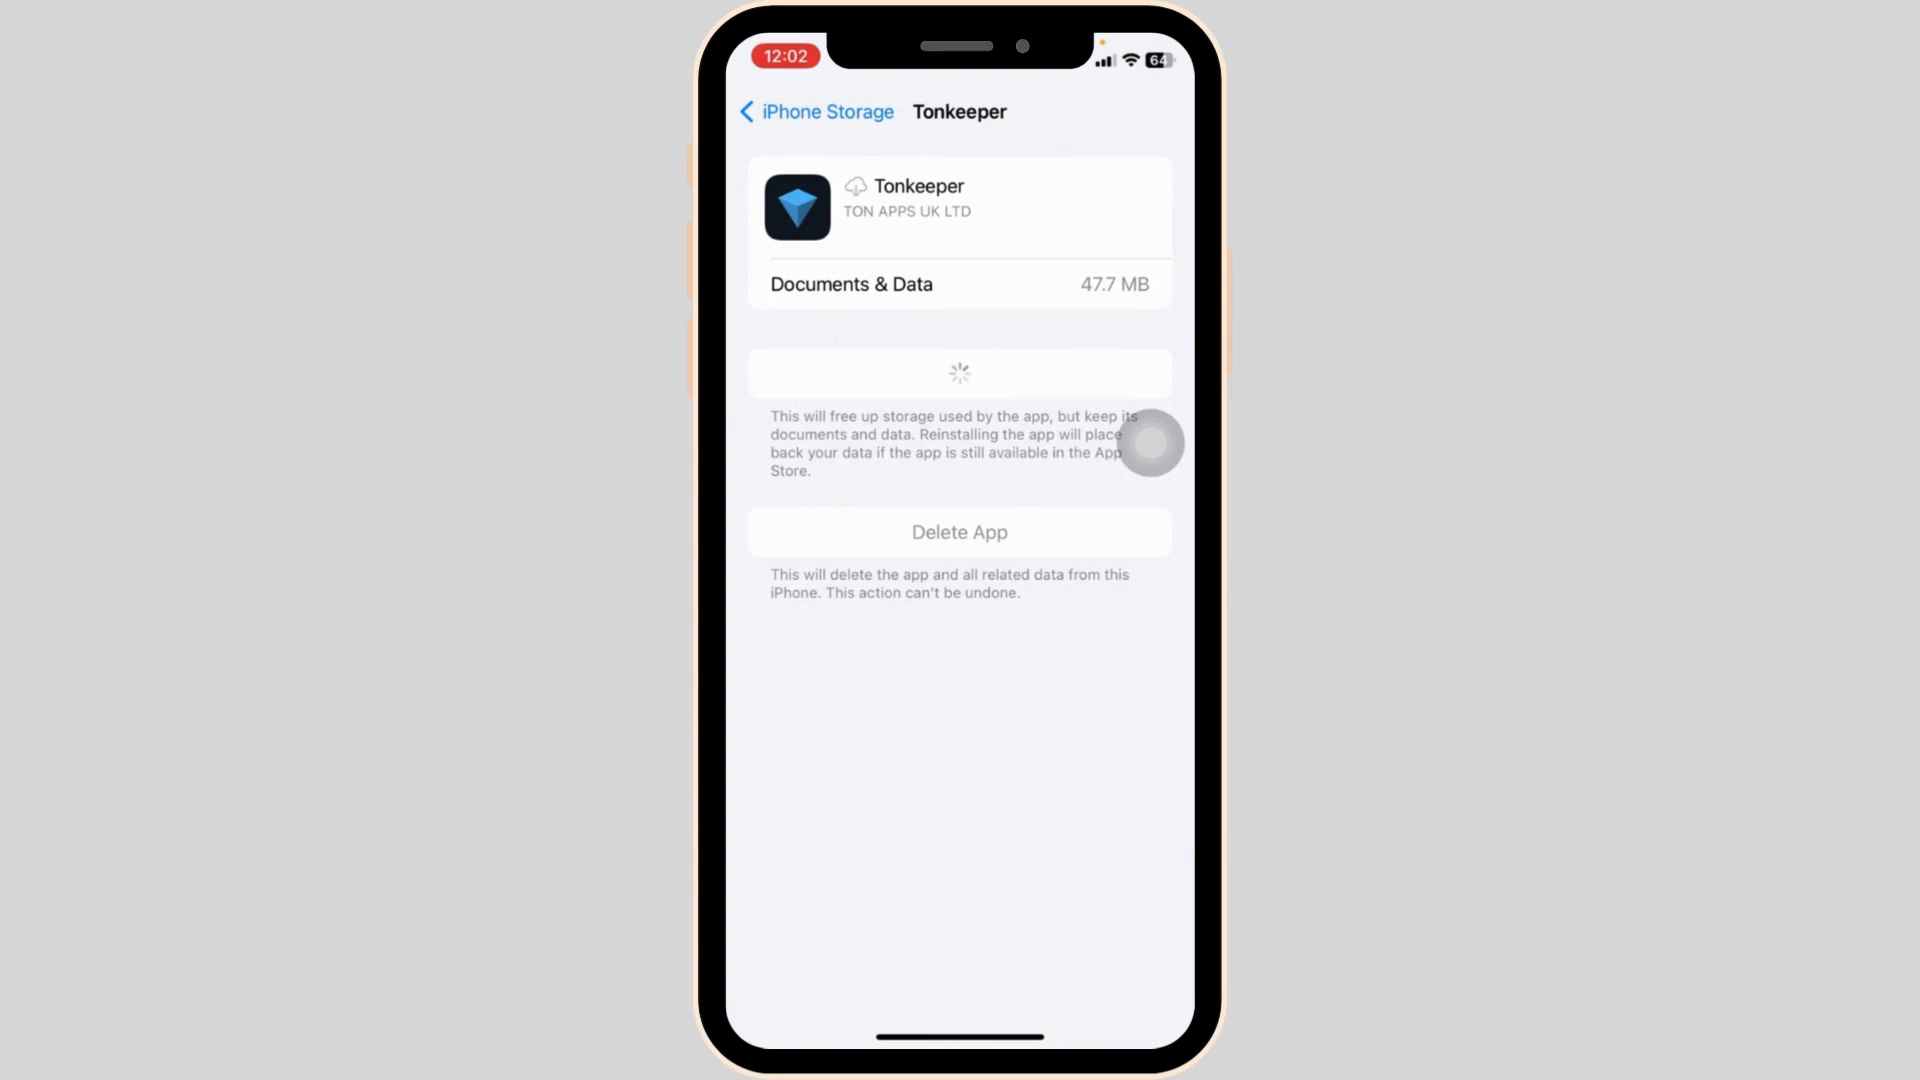 12:02
64
iPhone Storage Tonkeeper
Tonkeeper
TON APPS UK LTD
Documents & Data 47.7 MB
This will free up storage used by the app, but keep its
documents and data. Reinstalling the app will place
back your data if the app is still available in the App
Store.
Delete App
This will delete the app and all related data from this
iPhone. This action can't be undone.